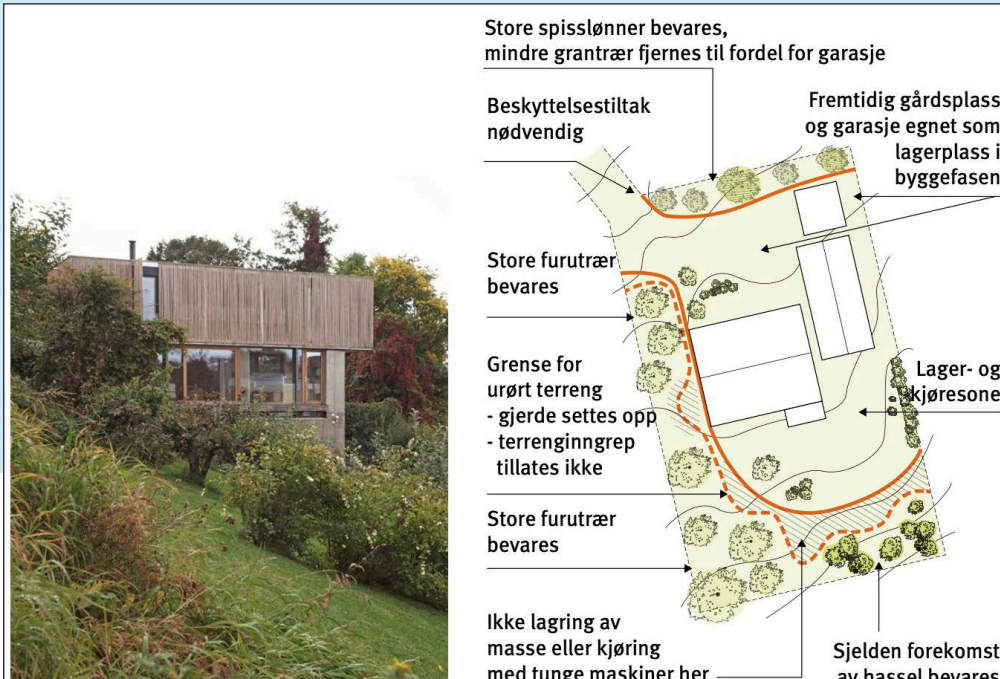 Store spisslønner bevares,
mindre grantrær fjernes til fordel for garasje
Beskyttelsestiltak
nødvendig
Fremtidig gårdsplass
og garasje egnet som
lagerplass i
byggefasen
Store furutrær
bevares
Grense for
urørt terreng
- gjerde settes opp
- terrenginngrep
tillates ikke
Lager- og
kjøresone
Store furutrær
bevares
Ikke lagring av
masse eller kjøring
med tunge maskiner her
Sjelden forekomst
av hassel bevares